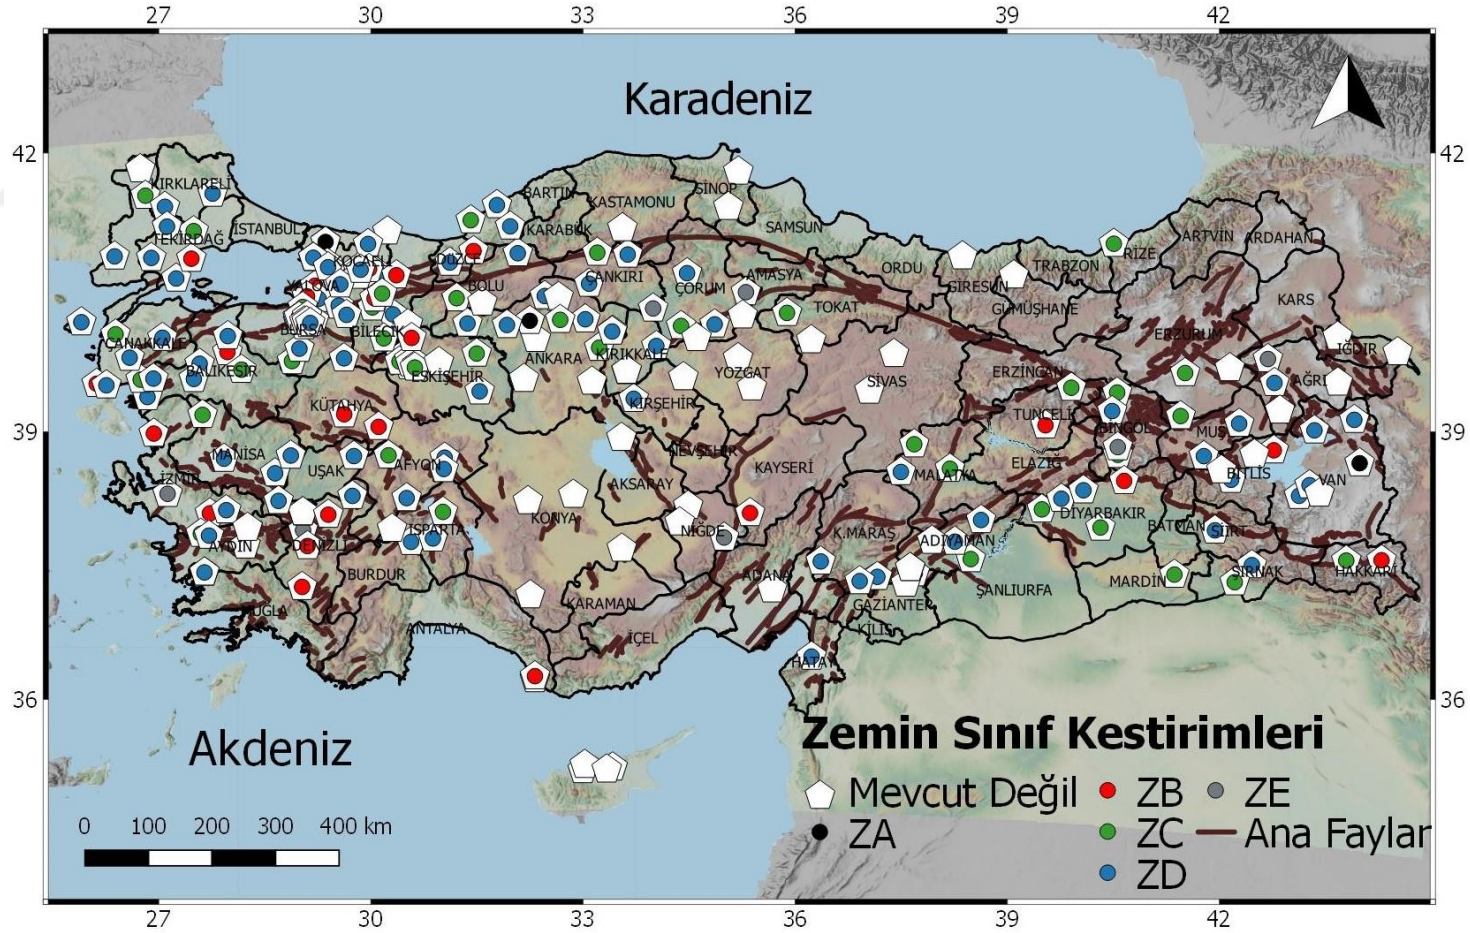 27 30 33 36 39 42
Karadeniz
42 42
KIRKLARELİ
BARTIN
SİNOP
KASTAMONU
TEKİRDAĞ
İSTANBUL
KARABÜK
SAMSUN
ARTVİN
ARDAHAN
KOCAELİ
DÜZCE
RİZE
ORDU
TRABZON
YALOVA
BOLU
ÇANKIRI
ÇORUM
AMASYA
TOKAT
GİRESUN
GÜMÜŞHANE
KARS
ÇANAKKALE
BURSA
BİLECİK
ANKARA
KIRIKKALE
ERZURUM
IĞDIR
BALIKESİR
ESKİŞEHİR
YOZGAT
SİVAS
ERZİNCAN
AĞRI
KÜTAHYA
KIRŞEHİR
TUNCELİ
BİNGÖL
MUŞ
39 39
MANİSA
UŞAK
AFYON
NEVŞEHİR
KAYSERİ
MALATYA
ELAZIĞ
BİTLİS
VAN
İZMİR
AKSARAY
KONYA
ISPARTA
NİĞDE
K.MARAŞ
ADIYAMAN
DİYARBAKIR
BATMAN
SİİRT
AYDIN
DENİZLİ
BURDUR
ADANA
MARDİN
ŞIRNAK
HAKKARİ
MUĞLA
ANTALYA
KARAMAN
İÇEL
GAZİANTEP
ŞANLIURFA
KİLİS
HATAY
36 36
Akdeniz
Zemin Sınıf Kestirimleri
Mevcut Değil ZB ZE
ZA ZC Ana Faylar
ZD
0 100 200 300 400 km
27 30 33 36 39 42